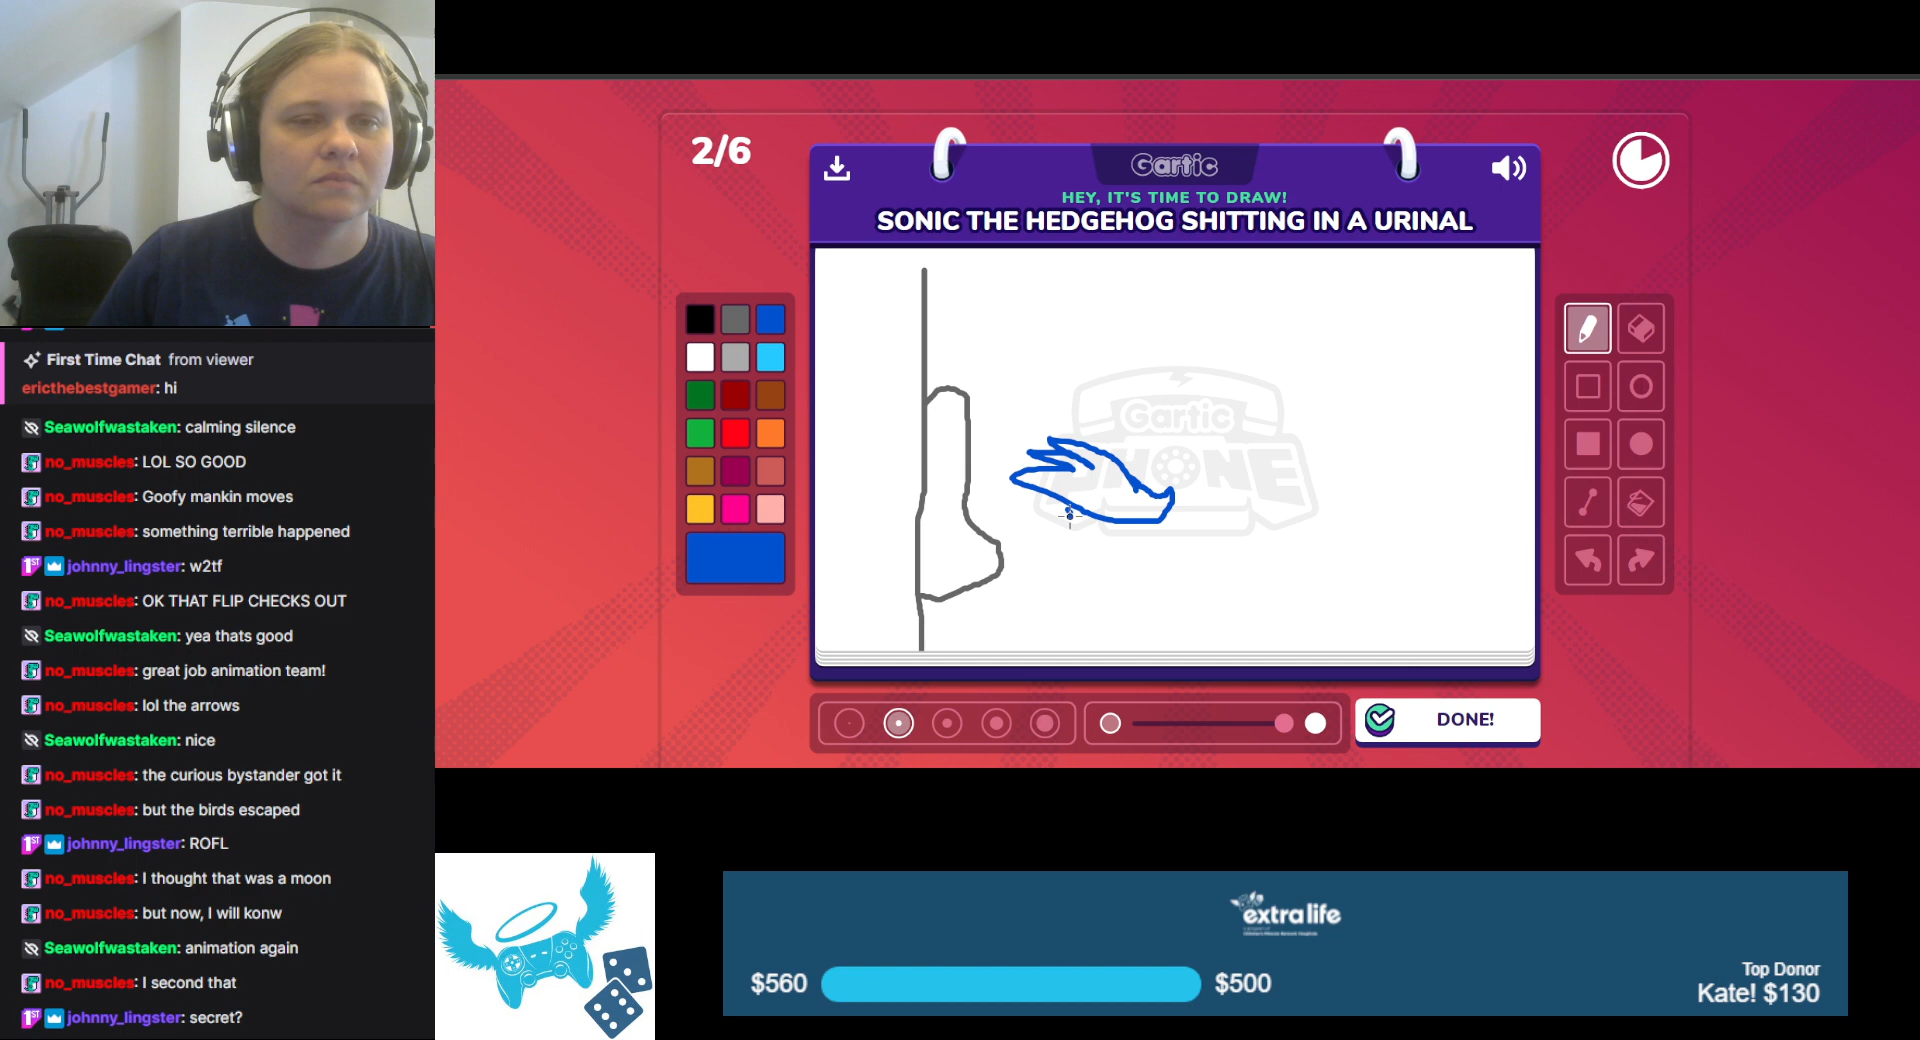 First Time Chat from viewer
ericthebestgamer: hi
Seawolfwastaken: calming silence
no_muscles: LOL SO GOOD
no_muscles: Goofy mankin moves
no_muscles: something terrible happened
1ST johnny_lingster: w2tf
no_muscles: OK THAT FLIP CHECKS OUT
Seawolfwastaken: yea thats good
no_muscles: great job animation team!
no_muscles: lol the arrows
Seawolfwastaken: nice
no_muscles: the curious bystander got it
no_muscles: but the birds escaped
1ST johnny_lingster: ROFL
no_muscles: I thought that was a moon
no_muscles: but now, I will konw
Seawolfwastaken: animation again
no_muscles: I second that
1ST johnny_lingster: secret?
2/6
Gartic
HEY, IT'S TIME TO DRAW!
SONIC THE HEDGEHOG SHITTING IN A URINAL
Gartic
PHONE
DONE!
extralife
$560
$500
Top Donor
Kate! $130